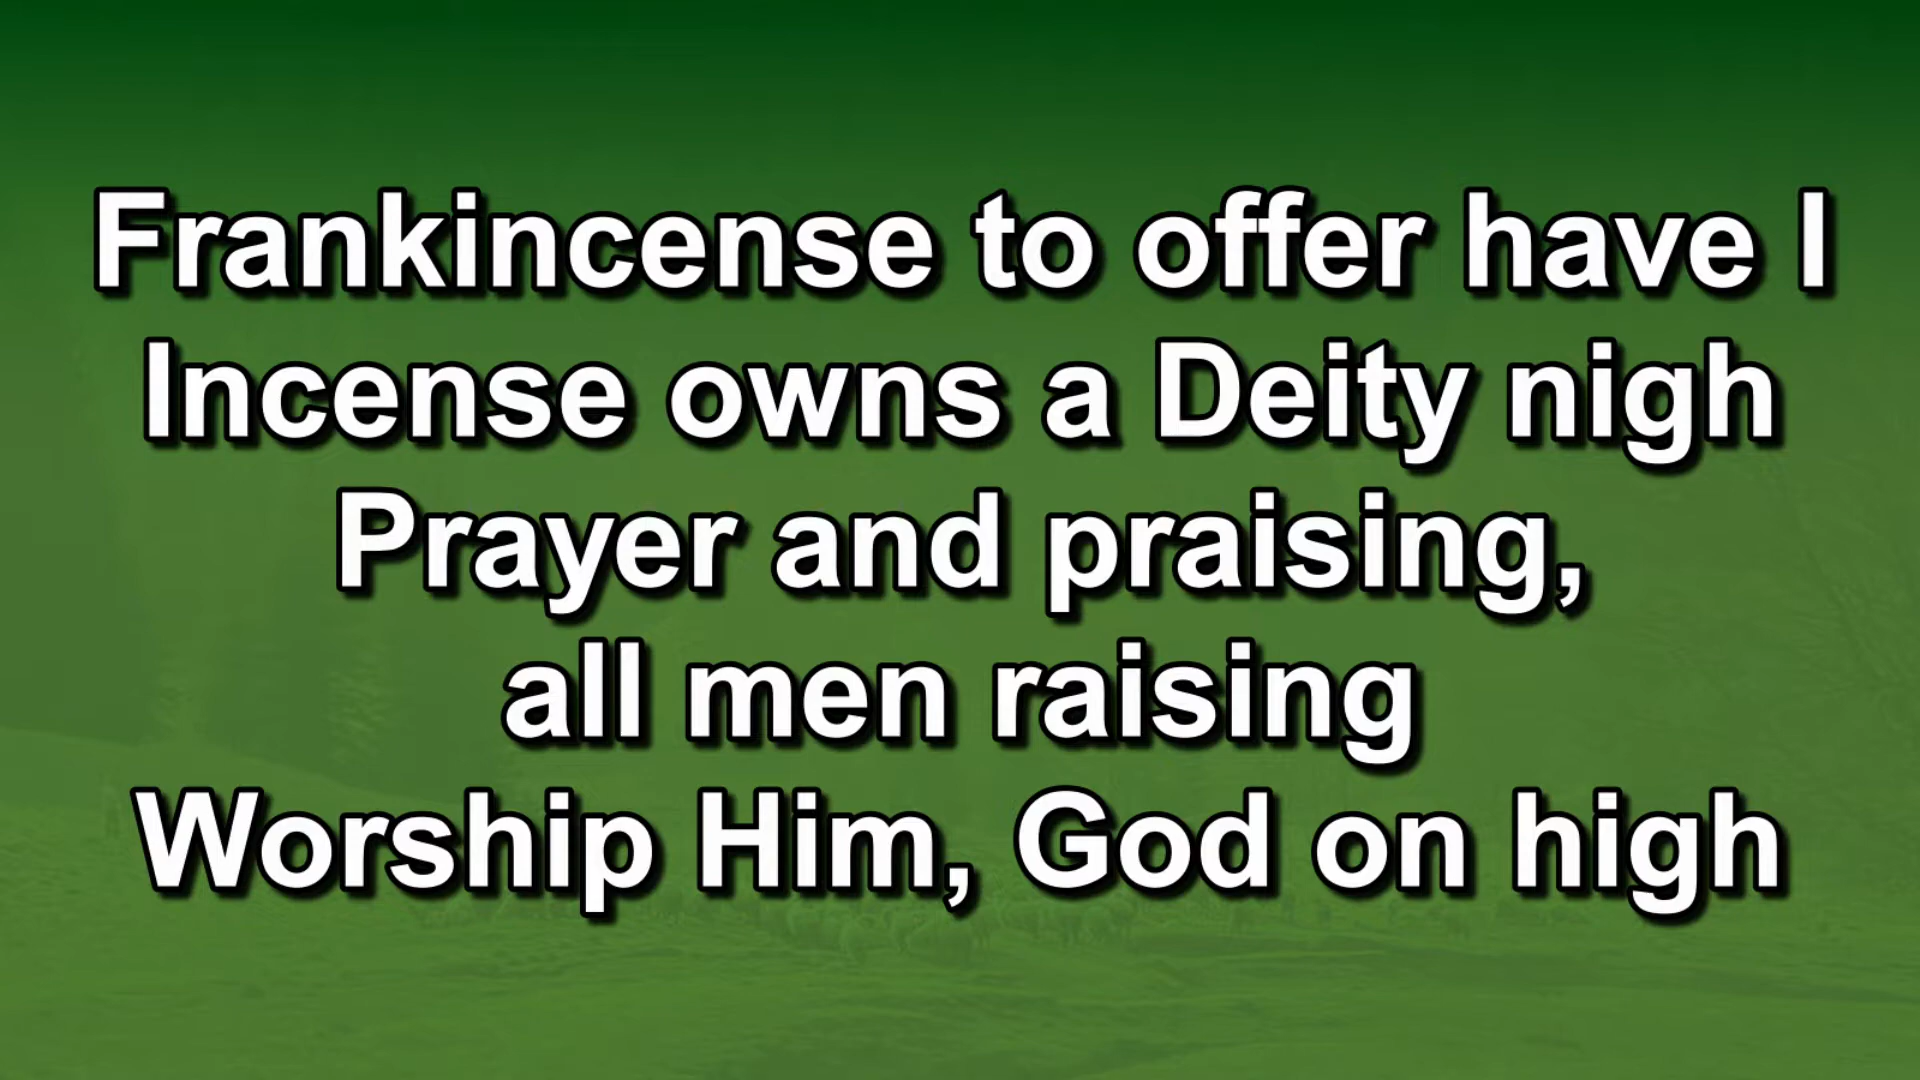 Frankincense to offer have I
Incense owns a Deity nigh
Prayer and praising,
all men raising
Worship Him, God on high